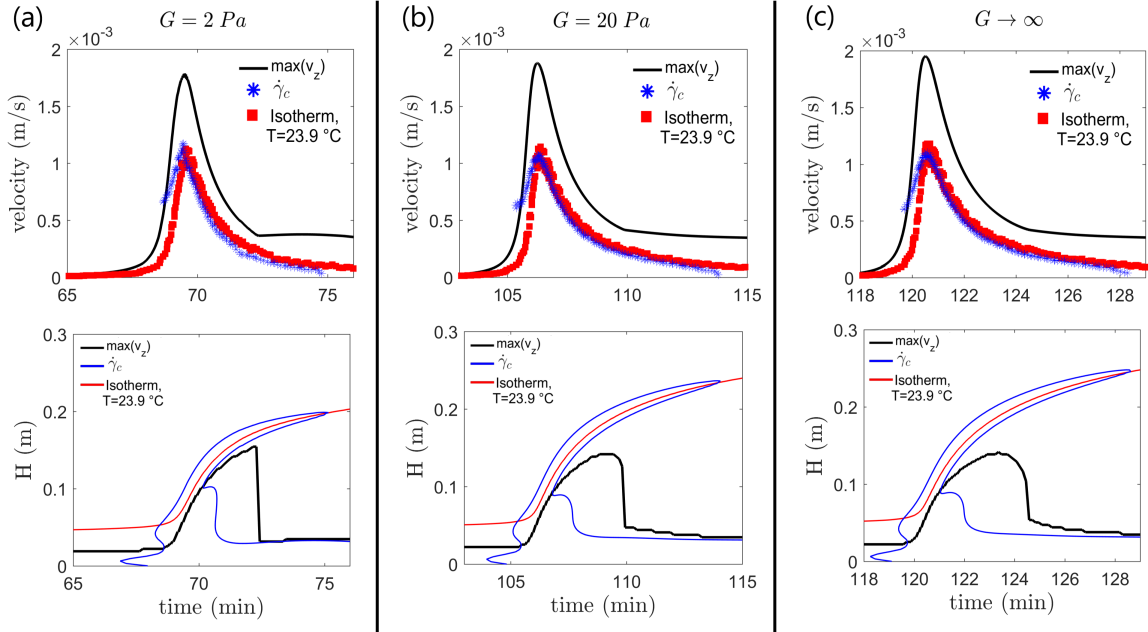 (a)
G = 2 Pa
×10⁻³
2
1.5
1
0.5
0
velocity (m/s)
65
70
75
max(v_z)
γ̇_c
Isotherm,
T=23.9 °C
0.3
0.2
0.1
0
H (m)
65
70
75
time (min)
max(v_z)
γ̇_c
Isotherm,
T=23.9 °C
(b)
G = 20 Pa
×10⁻³
2
1.5
1
0.5
0
velocity (m/s)
105
110
115
max(v_z)
γ̇_c
Isotherm,
T=23.9 °C
0.3
0.2
0.1
0
H (m)
105
110
115
time (min)
max(v_z)
γ̇_c
Isotherm,
T=23.9 °C
(c)
G → ∞
×10⁻³
2
1.5
1
0.5
0
velocity (m/s)
118
120
122
124
126
128
max(v_z)
γ̇_c
Isotherm,
T=23.9 °C
0.3
0.2
0.1
0
H (m)
118
120
122
124
126
128
time (min)
max(v_z)
γ̇_c
Isotherm,
T=23.9 °C